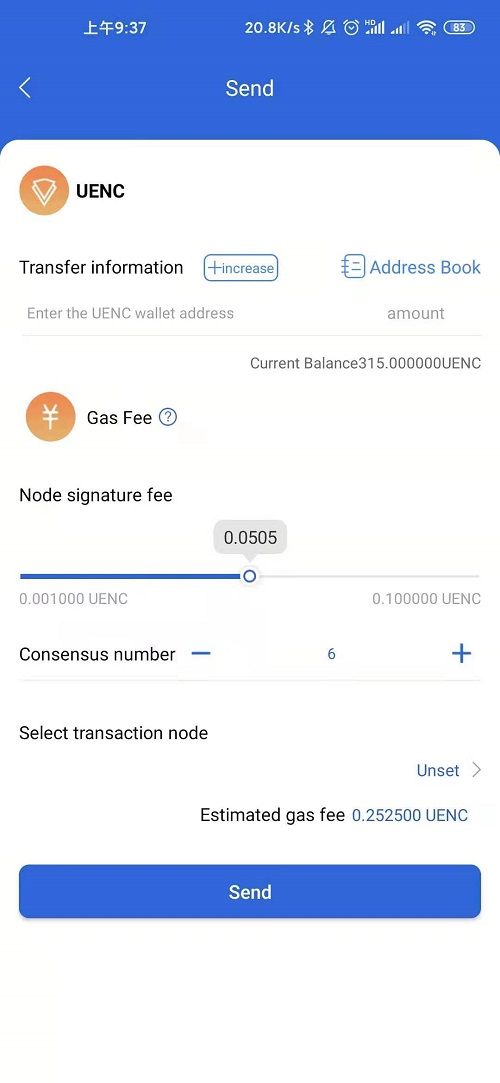 上午9:37 20.8K/s HD 83
Send
UENC
Transfer information +increase Address Book
Enter the UENC wallet address amount
Current Balance315.000000UENC
¥ Gas Fee ?
Node signature fee
0.0505
0.001000 UENC 0.100000 UENC
Consensus number − 6 +
Select transaction node
Unset
Estimated gas fee 0.252500 UENC
Send